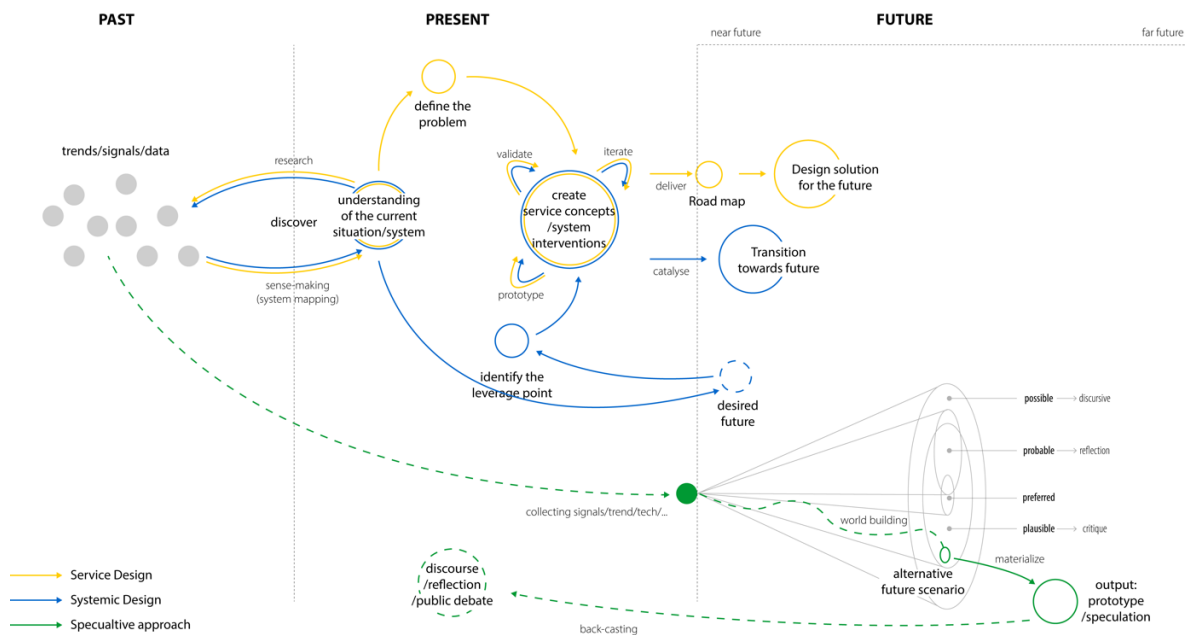 PAST
PRESENT
FUTURE
near future
far future
define the
problem
trends/signals/data
research
discover
understanding
of the current
situation/system
sense-making
(system mapping)
validate
iterate
create
service concepts
/system
interventions
prototype
deliver
Road map
Design solution
for the future
catalyse
Transition
towards future
identify the
leverage point
desired
future
possible
discursive
probable
reflection
preferred
plausible
critique
collecting signals/trend/tech/...
world building
alternative
future scenario
materialize
output:
prototype
/speculation
discourse
/reflection
/public debate
back-casting
Service Design
Systemic Design
Specualtive approach